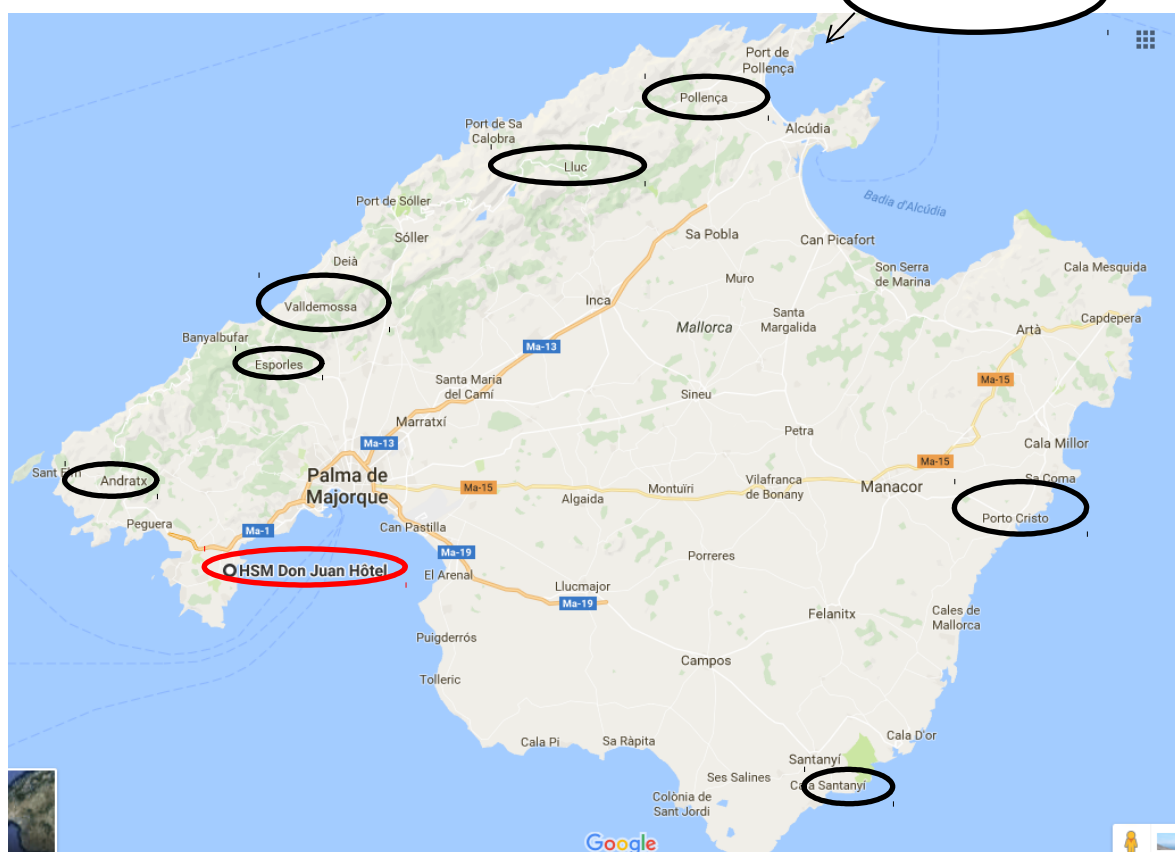 Port de
Pollença
Pollença
Port de Sa
Calobra
Alcúdia
Lluc
Port de Sóller
Badia d'Alcúdia
Sóller
Sa Pobla
Can Picafort
Deià
Son Serra
de Marina
Cala Mesquida
Muro
Inca
Valldemossa
Santa
Margalida
Mallorca
Capdepera
Artà
Banyalbufar
Ma-13
Esporles
Santa Maria
del Camí
Ma-15
Sineu
Marratxí
Petra
Ma-13
Cala Millor
Ma-15
Sant Elm
Andratx
Palma de
Majorque
Ma-15
Montuïri
Vilafranca
de Bonany
Manacor
Sa Coma
Algaida
Porto Cristo
Peguera
Ma-1
Can Pastilla
Ma-19
Porreres
HSM Don Juan Hôtel
El Arenal
Llucmajor
Ma-19
Felanitx
Cales de
Mallorca
Puigderrós
Campos
Tolleric
Cala D'or
Cala Pi
Sa Ràpita
Santanyí
Ses Salines
Cala Santanyí
Colònia de
Sant Jordi
Google